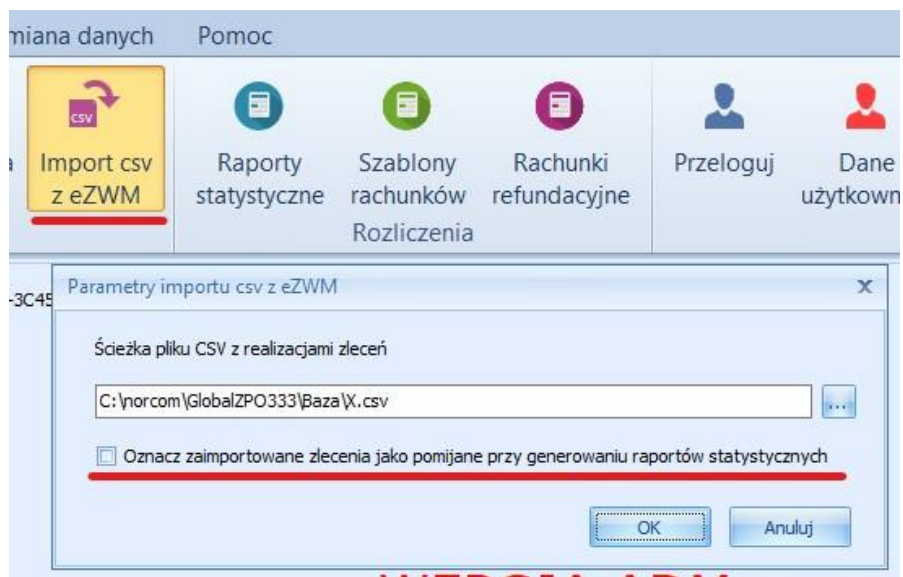 miana danych Pomoc
csv
Import csv
z eZWM
Raporty
statystyczne
Szablony
rachunków
Rachunki
refundacyjne
Przeloguj
Dane
użytkown
Rozliczenia
-3C45
Parametry importu csv z eZWM x
Ścieżka pliku CSV z realizacjami zleceń
C:\norcom\GlobalZPO333\Baza\X.csv ...
Oznacz zaimportowane zlecenia jako pomijane przy generowaniu raportów statystycznych
OK Anuluj